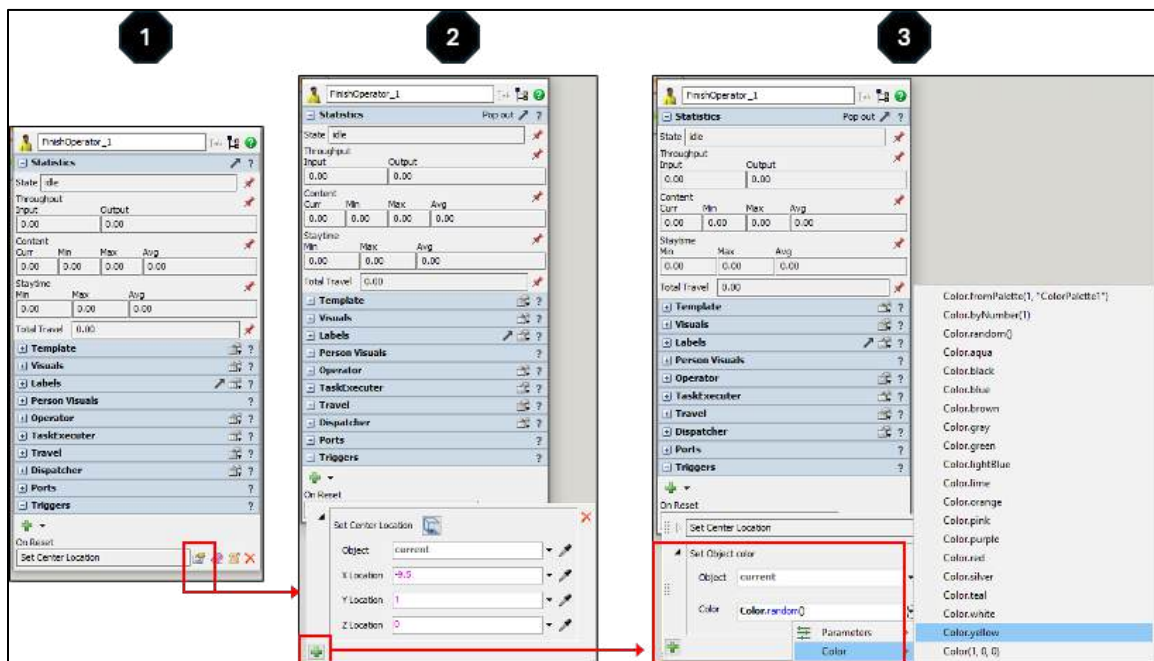 1
2
3
FinishOperator_1
Statistics
State idle
Throughput
Input Output
0.00 0.00
Content
Curr Min Max Avg
0.00 0.00 0.00 0.00
Staytime
Min Max Avg
0.00 0.00 0.00
Total Travel 0.00
Template
Visuals
Labels
Person Visuals
Operator
TaskExecuter
Travel
Dispatcher
Ports
Triggers
On Reset
Set Center Location
FinishOperator_1
Statistics Pop out
State idle
Throughput
Input Output
0.00 0.00
Content
Curr Min Max Avg
0.00 0.00 0.00 0.00
Staytime
Min Max Avg
0.00 0.00 0.00
Total Travel 0.00
Template
Visuals
Labels
Person Visuals
Operator
TaskExecuter
Travel
Dispatcher
Ports
Triggers
On Reset
Set Center Location
Object current
X Location -9.5
Y Location 1
Z Location 0
FinishOperator_1
Statistics Pop out
State idle
Throughput
Input Output
0.00 0.00
Content
Curr Min Max Avg
0.00 0.00 0.00 0.00
Staytime
Min Max Avg
0.00 0.00 0.00
Total Travel 0.00
Template
Visuals
Labels
Person Visuals
Operator
TaskExecuter
Travel
Dispatcher
Ports
Triggers
On Reset
Set Center Location
Set Object color
Object current
Color Color.random()
Parameters
Color
Color.fromPalette(1, "ColorPalette1")
Color.byNumber(1)
Color.random()
Color.aqua
Color.black
Color.blue
Color.brown
Color.gray
Color.green
Color.lightBlue
Color.lime
Color.orange
Color.pink
Color.purple
Color.red
Color.silver
Color.teal
Color.white
Color.yellow
Color(1, 0, 0)